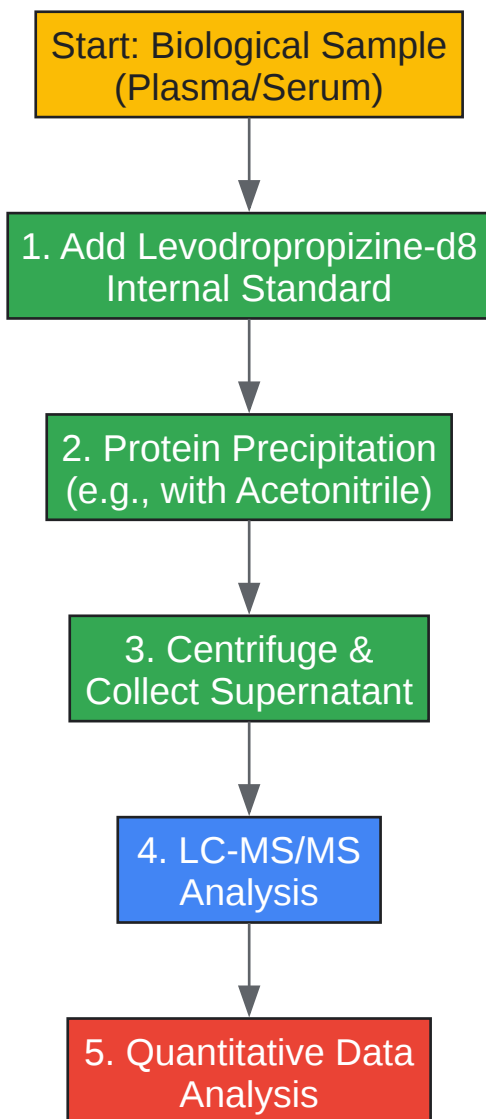 Start: Biological Sample
(Plasma/Serum)
1. Add Levodropropizine-d8
Internal Standard
2. Protein Precipitation
(e.g., with Acetonitrile)
3. Centrifuge &
Collect Supernatant
4. LC-MS/MS
Analysis
5. Quantitative Data
Analysis